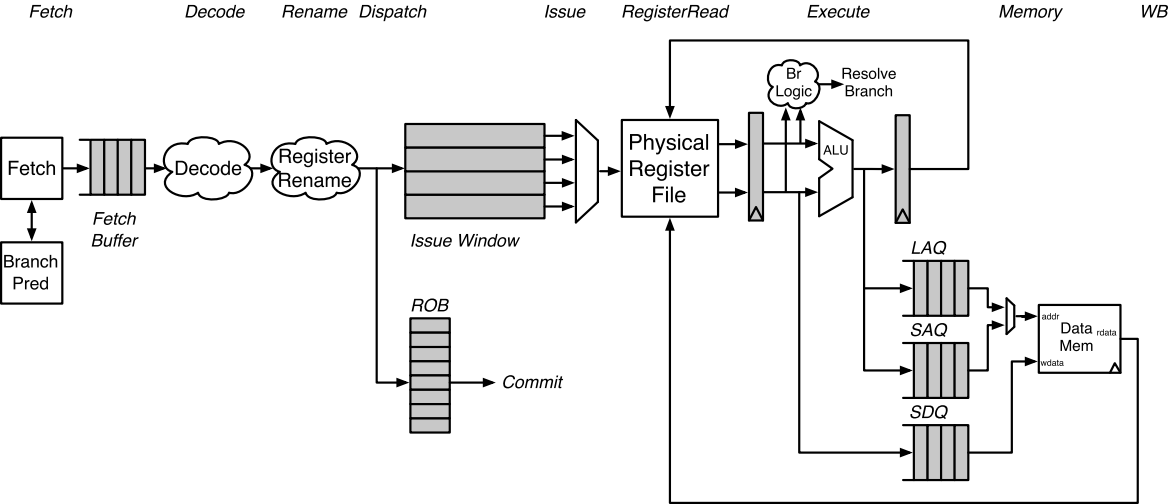 Fetch Decode Rename Dispatch Issue RegisterRead Execute Memory WB
Br
Logic
Resolve
Branch
Fetch
Decode
Register
Rename
Physical
Register
File
ALU
Fetch
Buffer
Issue Window
Branch
Pred
LAQ
ROB
SAQ
addr
Data
Mem
rdata
wdata
Commit
SDQ